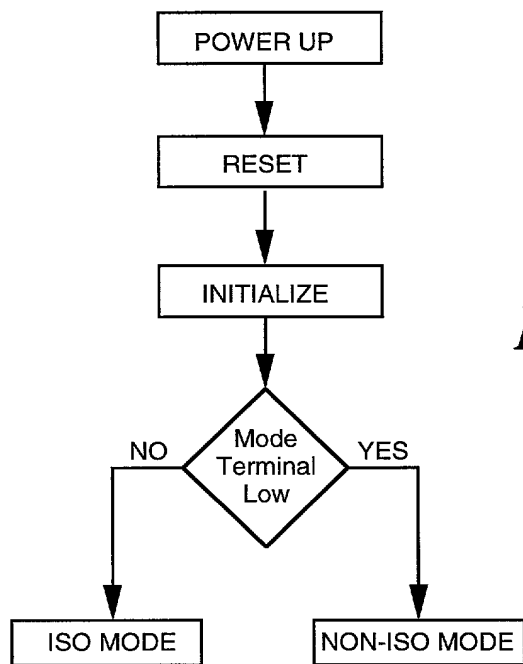 POWER UP
RESET
INITIALIZE
Mode
Terminal
Low
NO
YES
ISO MODE
NON-ISO MODE